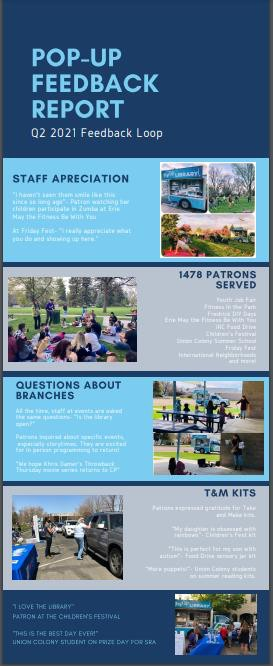 POP-UP
FEEDBACK
REPORT
Q2 2021 Feedback Loop
STAFF APRECIATION
"I haven't seen them smile like this
since so long ago"- Patron watching her
children participate in Zumba at Erie
May the Fitness Be With You
At Friday Fest- "I really appreciate what
you do and showing up here."
LIBRARY
1478 PATRONS
SERVED
Youth Job Fair
Fitness in the Park
Fredrick DIY Days
Erie May the Fitness Be With You
IHC Food Drive
Children's Festival
Union Colony Summer School
Friday Fest
International Neighborhoods
and more!
QUESTIONS ABOUT
BRANCHES
All the time, staff at events are asked
the same questions- "Is the library
open?"
Patrons inquired about specific events,
especially storytimes. They are excited
for in person programming to return!
"We hope Khris Gamer's Throwback
Thursday movie series returns to CP"
T&M KITS
Patrons expressed gratitude for Take
and Make kits.
"My daughter is obsessed with
rainbows"- Children's Fest kit
"This is perfect for my son with
autism"- Food Drive sensory jar kit
"More puppets!"- Union Colony students
on summer reading kits.
"I LOVE THE LIBRARY"
PATRON AT THE CHILDREN'S FESTIVAL
"THIS IS THE BEST DAY EVER!"
UNION COLONY STUDENT ON PRIZE DAY FOR SRA